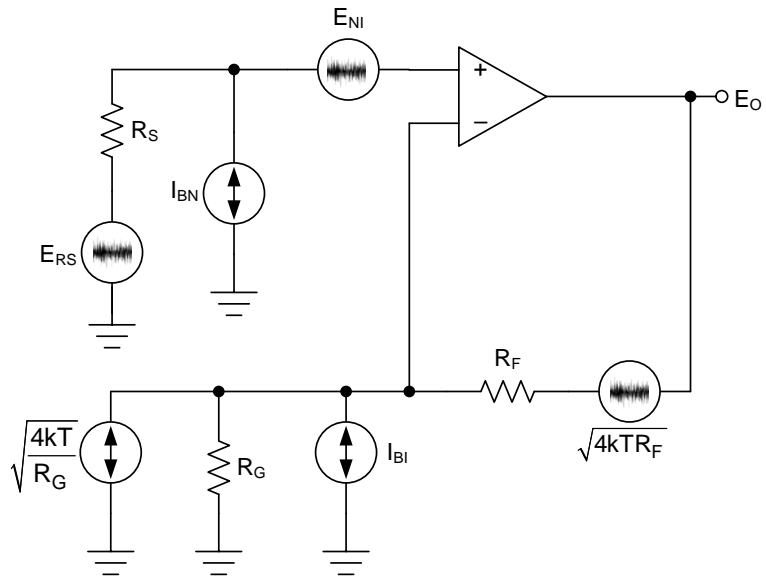 E_NI
+
E_O
R_S
−
I_BN
E_RS
R_F
√(4kT/R_G)
R_G
I_BI
√(4kTR_F)